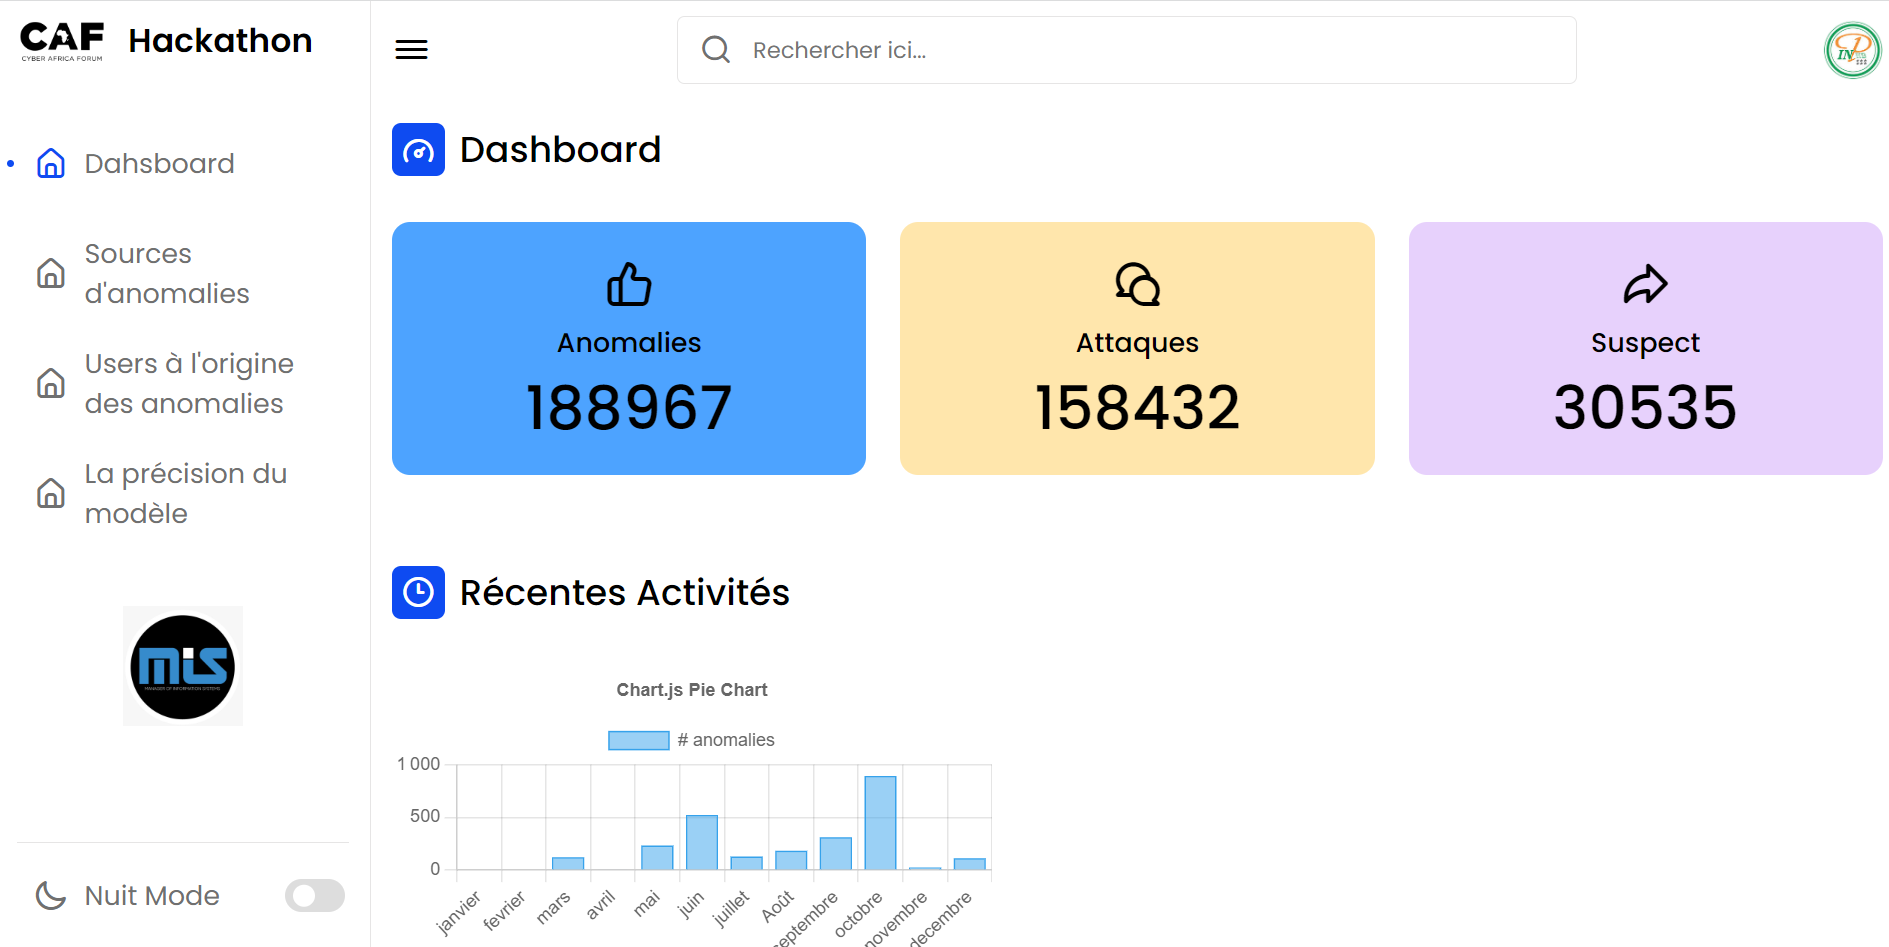 CAF
CYBER AFRICA FORUM
Hackathon
Rechercher ici...
INP
Dahsboard
Sources
d'anomalies
Users à l'origine
des anomalies
La précision du
modèle
MIS
MANAGER OF INFORMATION SYSTEMS
Nuit Mode
Dashboard
Anomalies
188967
Attaques
158432
Suspect
30535
Récentes Activités
Chart.js Pie Chart
# anomalies
1 000
500
0
janvier
fevrier
mars
avril
mai
juin
juillet
Août
septembre
octobre
novembre
decembre